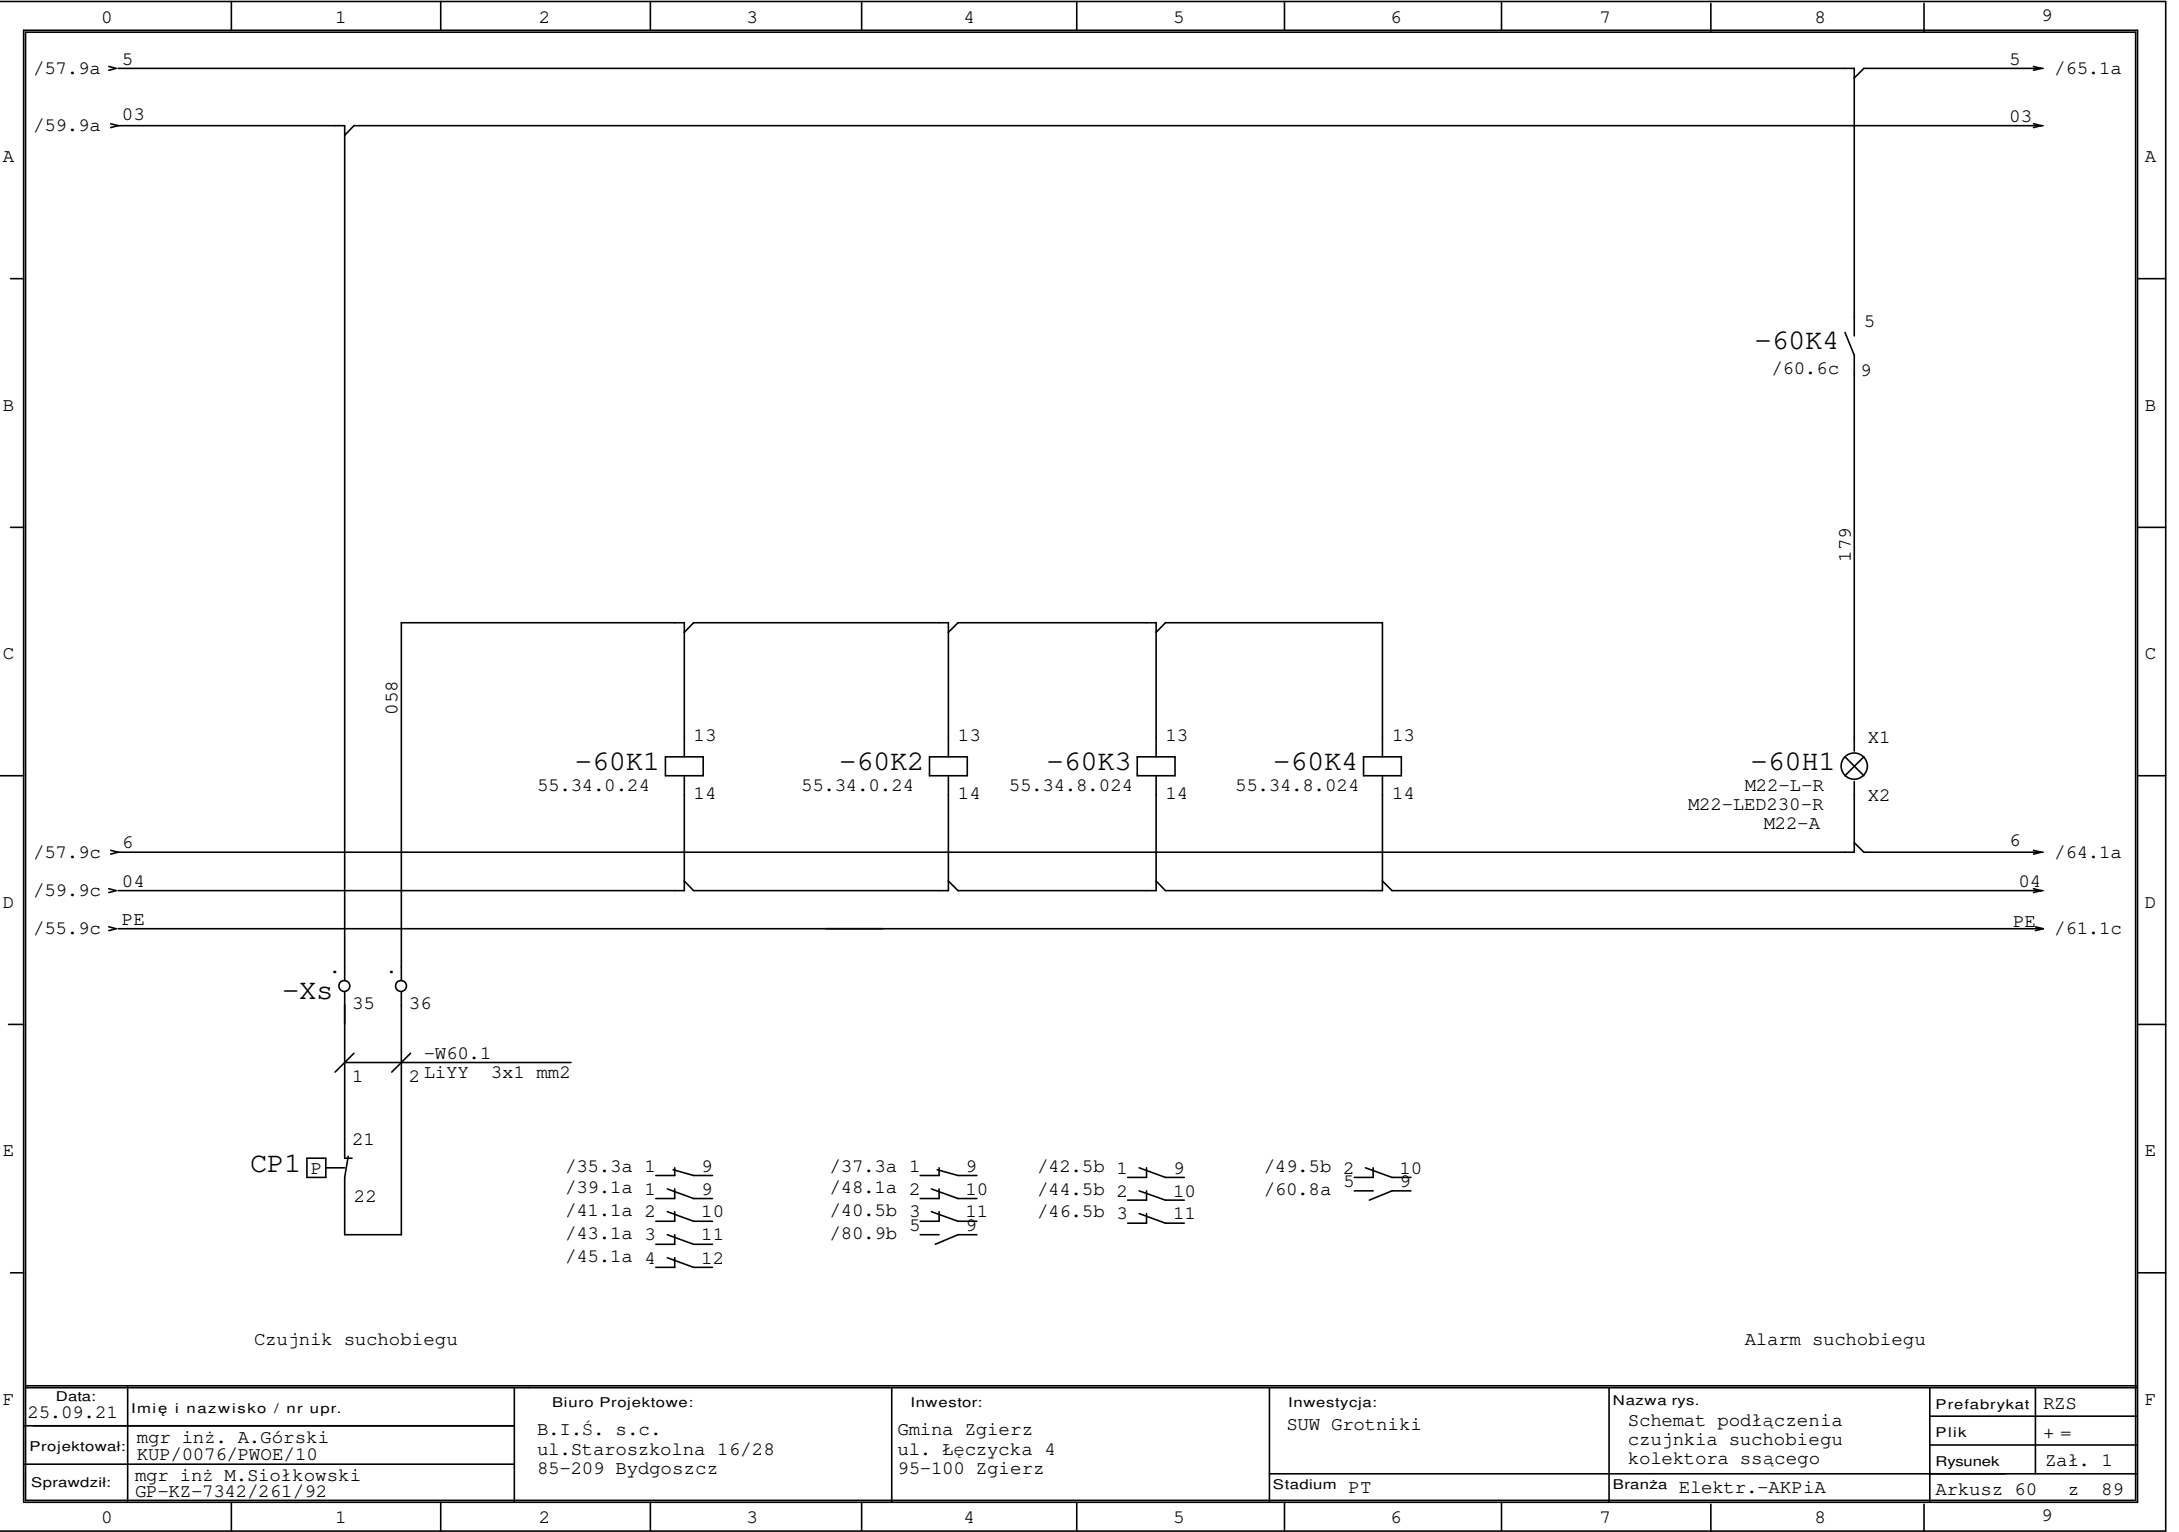 0 1 2 3 4 5 6 7 8 9
/57.9a 5 5 /65.1a
/59.9a 03 03
A A
5
-60K4
/60.6c 9
B B
179
C C
058
13 13 13 13 X1
-60K1 -60K2 -60K3 -60K4 -60H1
55.34.0.24 55.34.0.24 55.34.8.024 55.34.8.024 M22-L-R
14 14 14 14 X2
M22-LED230-R
M22-A
/57.9c 6 6 /64.1a
/59.9c 04 04
D D
/55.9c PE PE /61.1c
-Xs 35 36
-W60.1
1 2 LiYY 3x1 mm2
21
E E
CP1 P
22
/35.3a 1 9 /37.3a 1 9 /42.5b 1 9 /49.5b 2 10
/39.1a 1 9 /48.1a 2 10 /44.5b 2 10 /60.8a 5 9
/41.1a 2 10 /40.5b 3 11 /46.5b 3 11
/43.1a 3 11 /80.9b 5 9
/45.1a 4 12
Czujnik suchobiegu Alarm suchobiegu
F F
Data:
25.09.21
Imię i nazwisko / nr upr.
Projektował:
mgr inż. A.Górski
KUP/0076/PWOE/10
Sprawdził:
mgr inż M.Siołkowski
GP-KZ-7342/261/92
Biuro Projektowe:
B.I.Ś. s.c.
ul.Staroszkolna 16/28
85-209 Bydgoszcz
Inwestor:
Gmina Zgierz
ul. Łęczycka 4
95-100 Zgierz
Inwestycja:
SUW Grotniki
Stadium PT
Nazwa rys.
Schemat podłączenia
czujnkia suchobiegu
kolektora ssącego
Branża Elektr.-AKPiA
Prefabrykat RZS
Plik + =
Rysunek Zał. 1
Arkusz 60 z 89
0 1 2 3 4 5 6 7 8 9